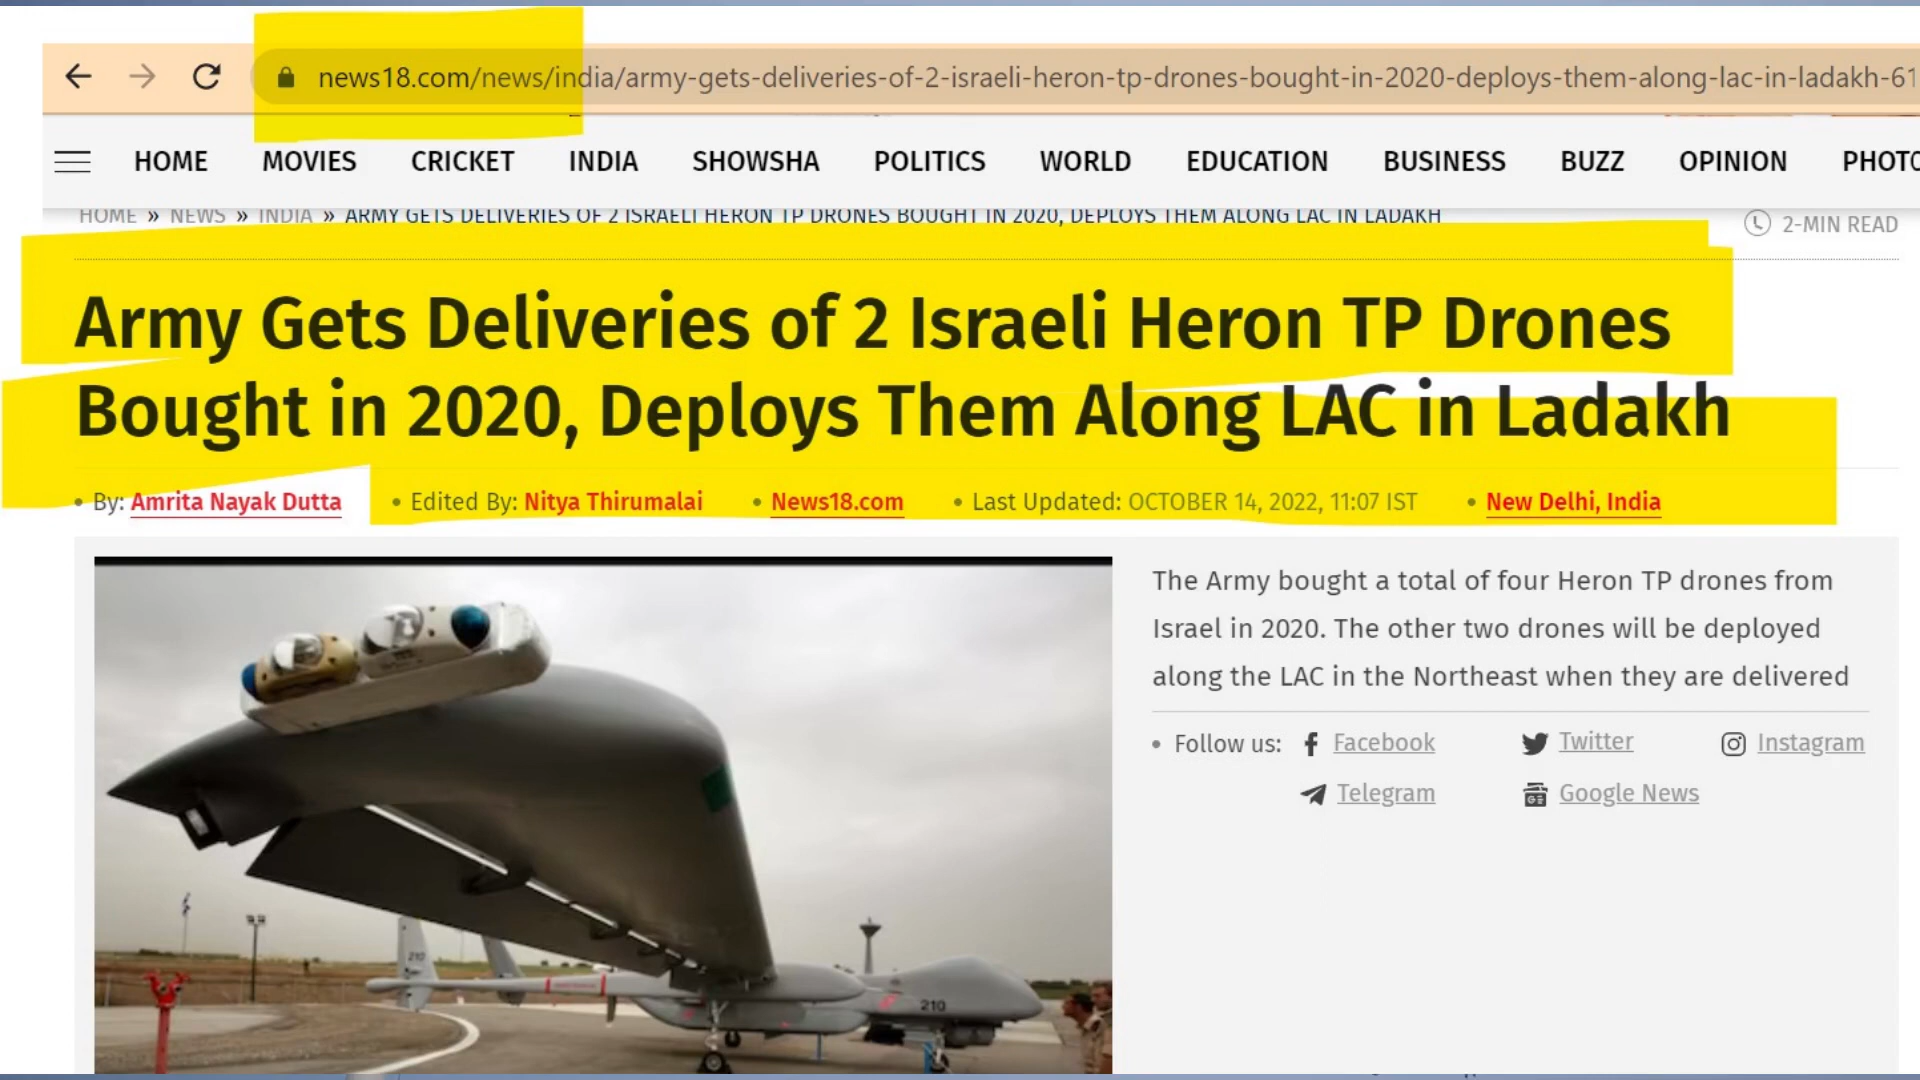 news18.com/news/india/army-gets-deliveries-of-2-israeli-heron-tp-drones-bought-in-2020-deploys-them-along-lac-in-ladakh-61
HOME MOVIES CRICKET INDIA SHOWSHA POLITICS WORLD EDUCATION BUSINESS BUZZ OPINION PHOTO
HOME » NEWS » INDIA » ARMY GETS DELIVERIES OF 2 ISRAELI HERON TP DRONES BOUGHT IN 2020, DEPLOYS THEM ALONG LAC IN LADAKH
2-MIN READ
Army Gets Deliveries of 2 Israeli Heron TP Drones
Bought in 2020, Deploys Them Along LAC in Ladakh
• By: Amrita Nayak Dutta • Edited By: Nitya Thirumalai • News18.com • Last Updated: OCTOBER 14, 2022, 11:07 IST • New Delhi, India
The Army bought a total of four Heron TP drones from
Israel in 2020. The other two drones will be deployed
along the LAC in the Northeast when they are delivered
• Follow us: Facebook Twitter Instagram
Telegram Google News
210
210